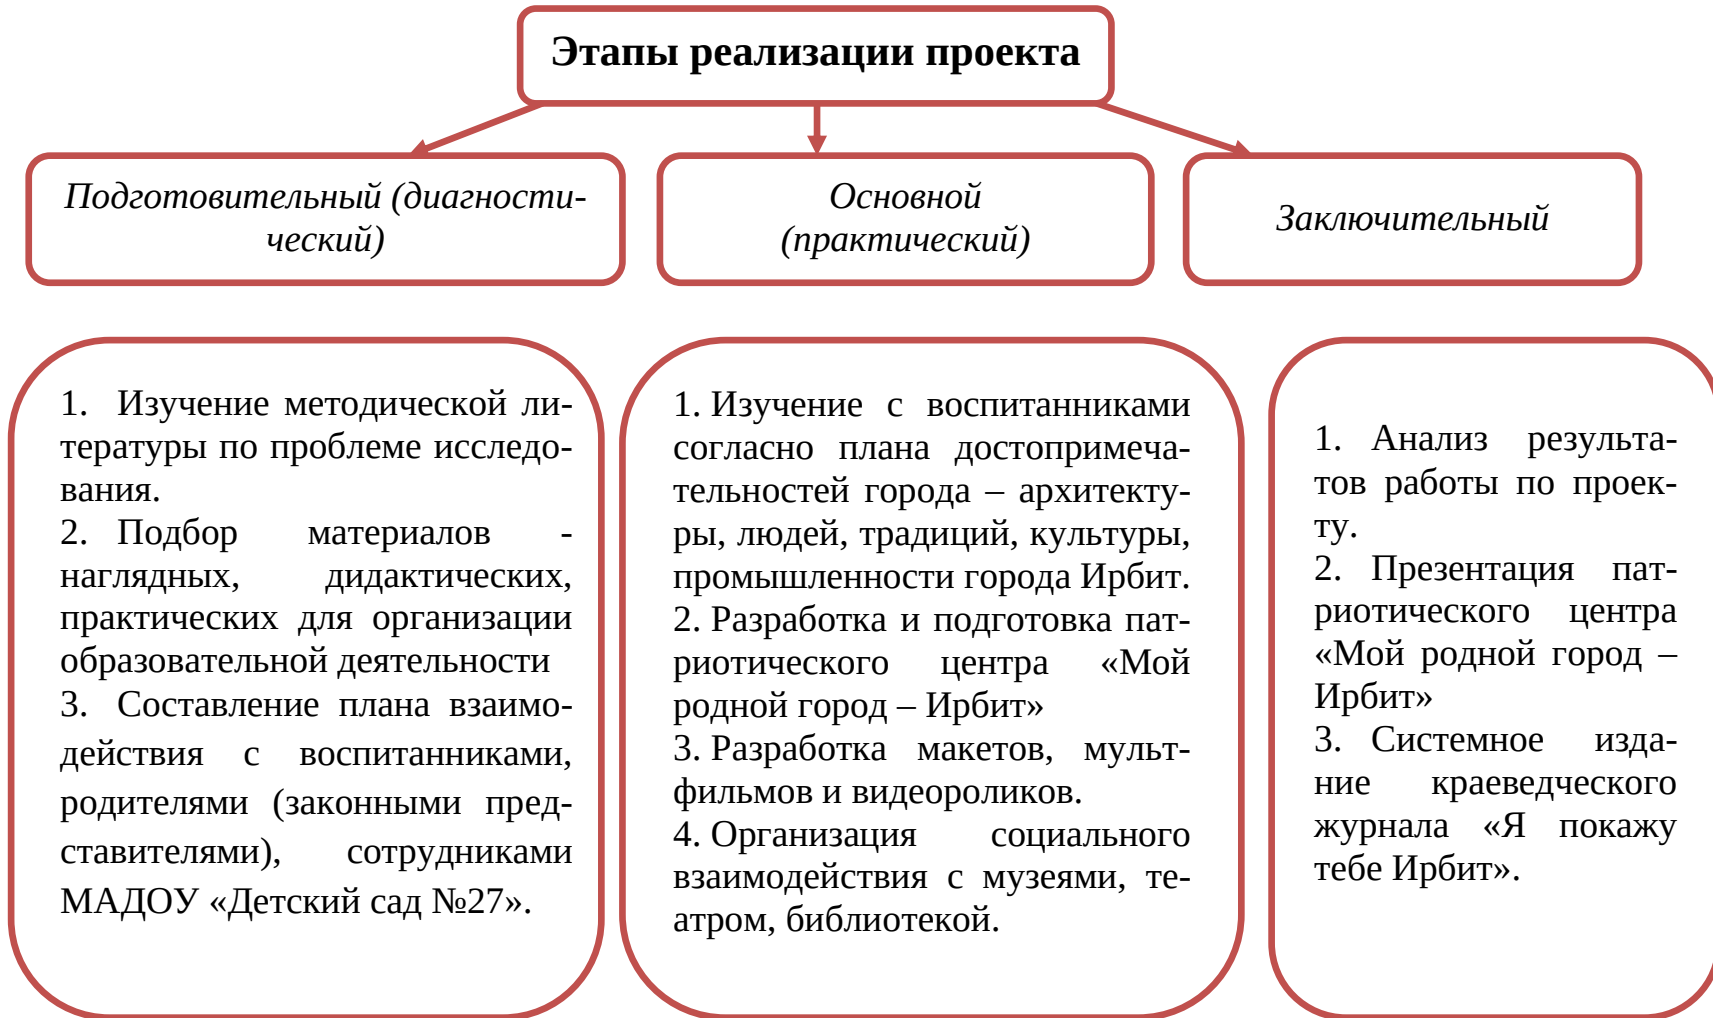 Этапы реализации проекта
Подготовительный (диагности-
ческий)
Основной
(практический)
Заключительный
1. Изучение методической ли-
тературы по проблеме исследо-
вания.
2. Подбор материалов -
наглядных, дидактических,
практических для организации
образовательной деятельности
3. Составление плана взаимо-
действия с воспитанниками,
родителями (законными пред-
ставителями), сотрудниками
МАДОУ «Детский сад №27».
1. Изучение с воспитанниками
согласно плана достопримеча-
тельностей города – архитекту-
ры, людей, традиций, культуры,
промышленности города Ирбит.
2. Разработка и подготовка пат-
риотического центра «Мой
родной город – Ирбит»
3. Разработка макетов, мульт-
фильмов и видеороликов.
4. Организация социального
взаимодействия с музеями, те-
атром, библиотекой.
1. Анализ результа-
тов работы по проек-
ту.
2. Презентация пат-
риотического центра
«Мой родной город –
Ирбит»
3. Системное изда-
ние краеведческого
журнала «Я покажу
тебе Ирбит».